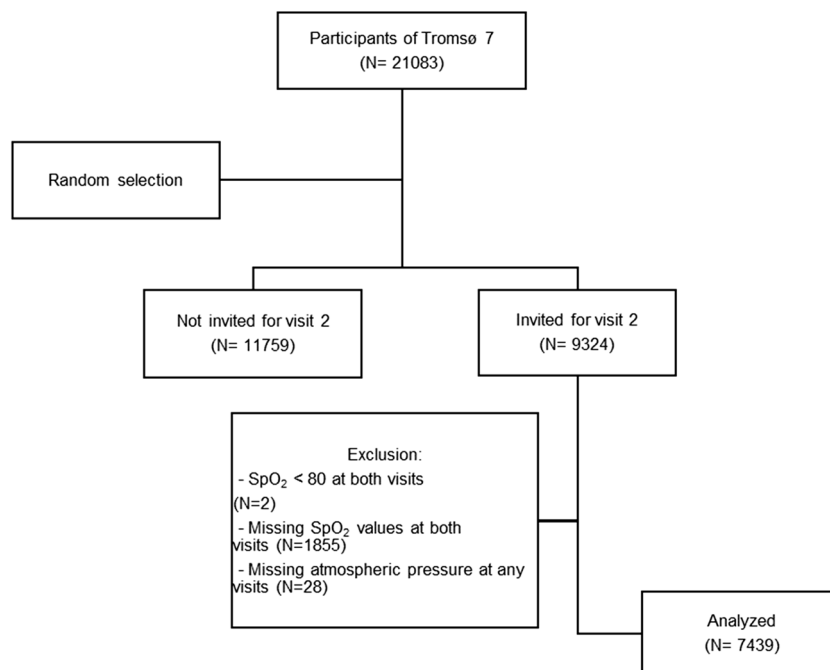 Participants of Tromsø 7
(N= 21083)
Random selection
Not invited for visit 2
(N= 11759)
Invited for visit 2
(N= 9324)
Exclusion:
- SpO₂ < 80 at both visits
(N=2)
- Missing SpO₂ values at both
visits (N=1855)
- Missing atmospheric pressure at any
visits (N=28)
Analyzed
(N= 7439)